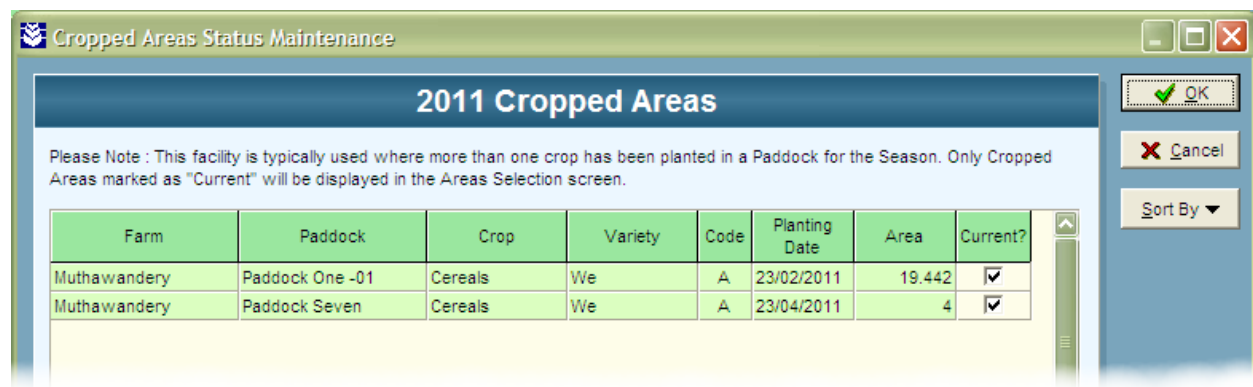 Cropped Areas Status Maintenance
2011 Cropped Areas
OK
Please Note : This facility is typically used where more than one crop has been planted in a Paddock for the Season. Only Cropped
Areas marked as "Current" will be displayed in the Areas Selection screen.
Cancel
Sort By
Farm Paddock Crop Variety Code Planting Date Area Current?
Muthawandery Paddock One -01 Cereals We A 23/02/2011 19.442
Muthawandery Paddock Seven Cereals We A 23/04/2011 4